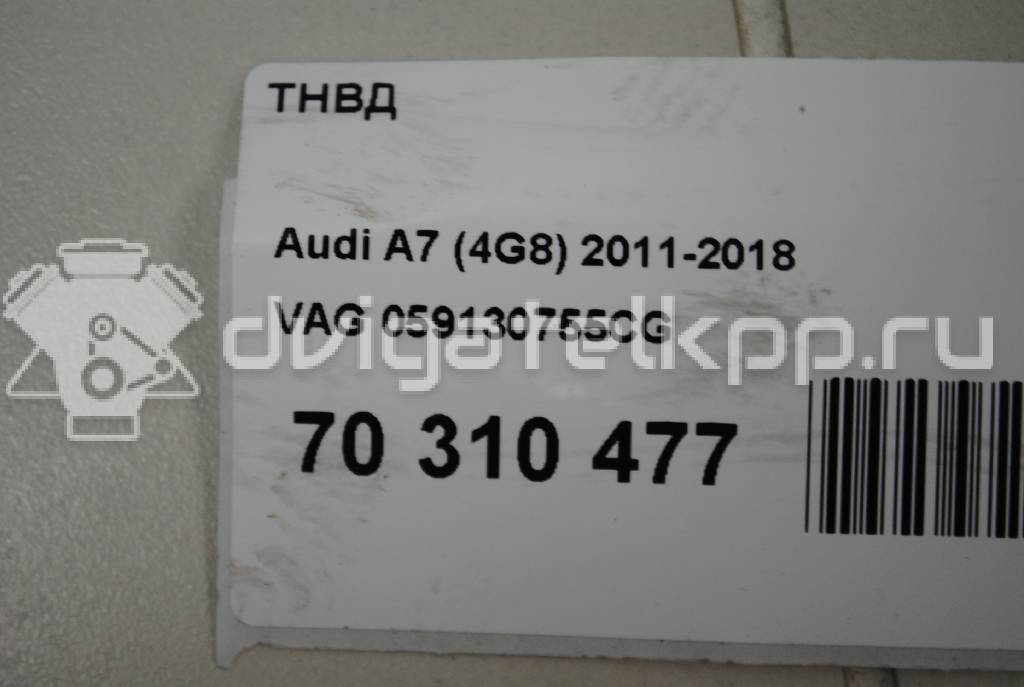 ТНВД
Audi A7 (4G8) 2011-2018
VAG 059130755CG
dvigatelkpp.ru
70 310 477